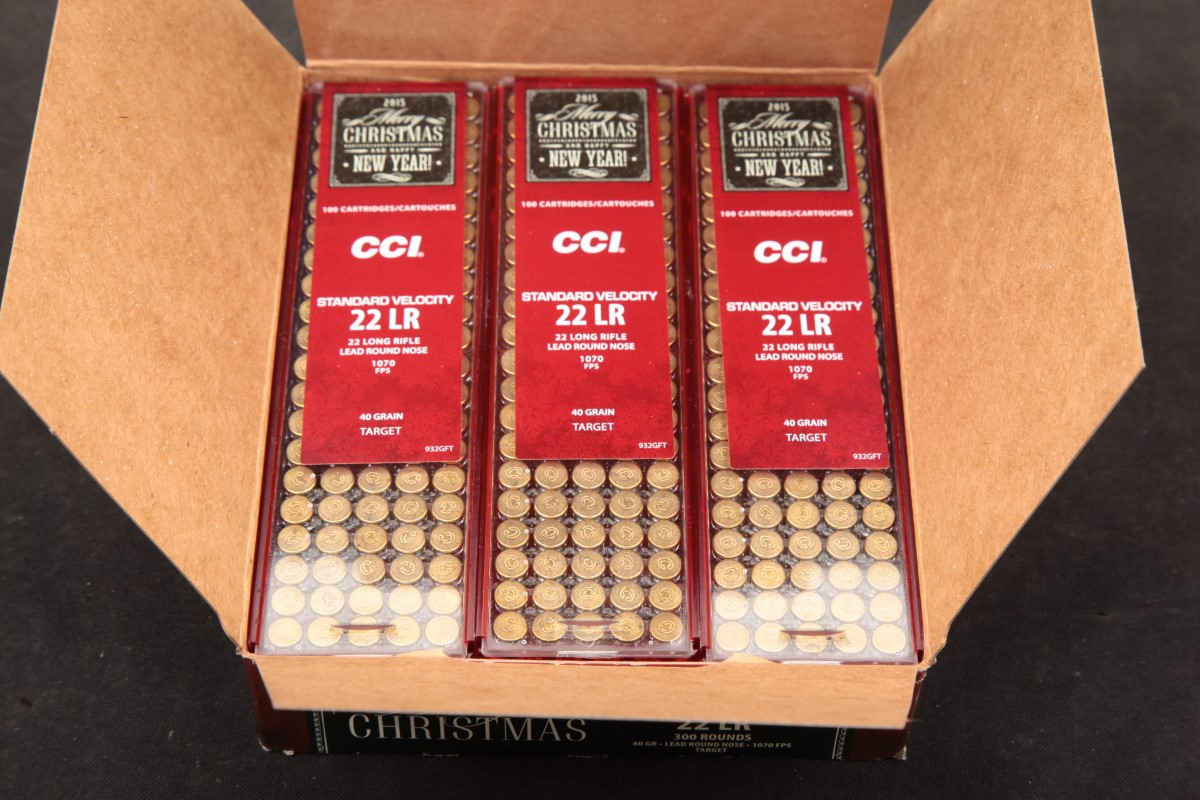 2015
Merry
CHRISTMAS
AND HAPPY
NEW YEAR!
100 CARTRIDGES/CARTOUCHES
CCI®
STANDARD VELOCITY
22 LR
22 LONG RIFLE
LEAD ROUND NOSE
1070
FPS
40 GRAIN
TARGET
932GFT
2015
Merry
CHRISTMAS
AND HAPPY
NEW YEAR!
100 CARTRIDGES/CARTOUCHES
CCI®
STANDARD VELOCITY
22 LR
22 LONG RIFLE
LEAD ROUND NOSE
1070
FPS
40 GRAIN
TARGET
932GFT
2015
Merry
CHRISTMAS
AND HAPPY
NEW YEAR!
100 CARTRIDGES/CARTOUCHES
CCI®
STANDARD VELOCITY
22 LR
22 LONG RIFLE
LEAD ROUND NOSE
1070
FPS
40 GRAIN
TARGET
932GFT
CHRISTMAS
22 LR
300 ROUNDS
40 GR - LEAD ROUND NOSE - 1070 FPS
TARGET